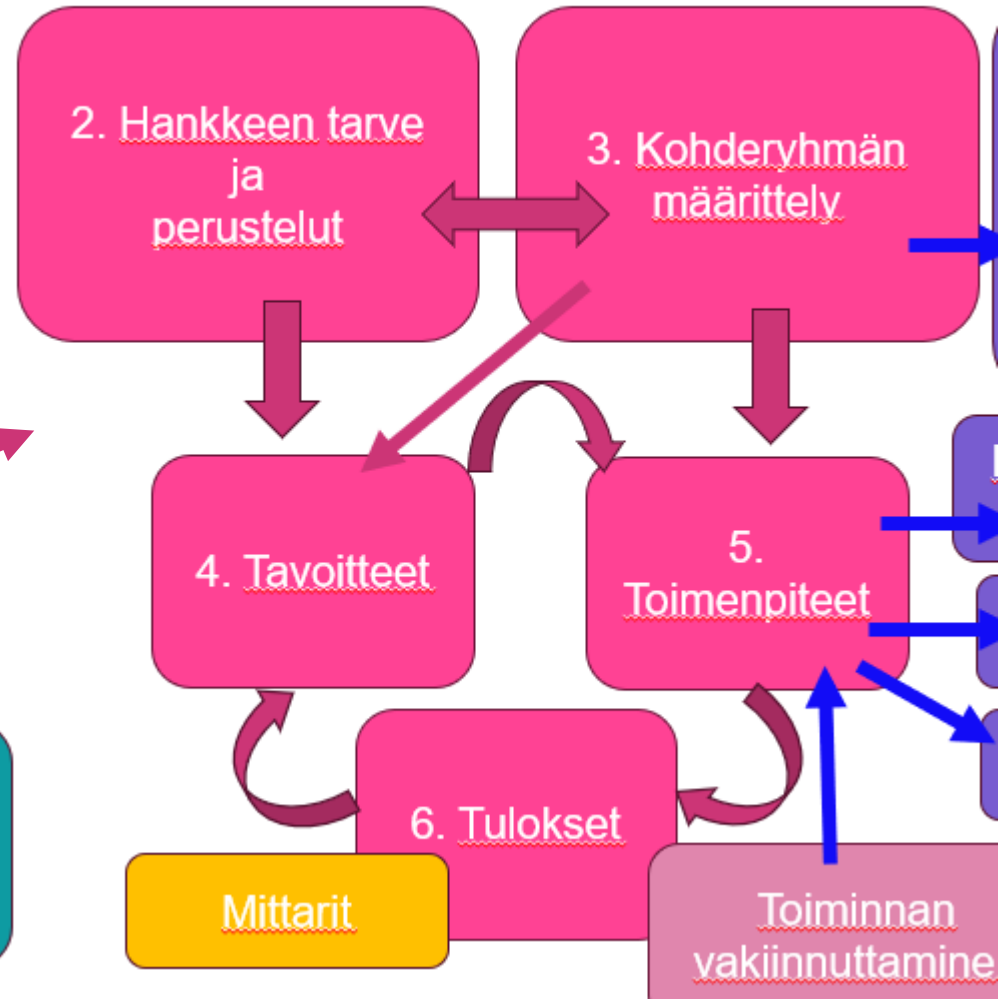 2. Hankkeen tarve
ja
perustelut
3. Kohderyhmän
määrittely
4. Tavoitteet
5.
Toimenpiteet
6. Tulokset
Mittarit
Toiminnan
vakiinnuttamine